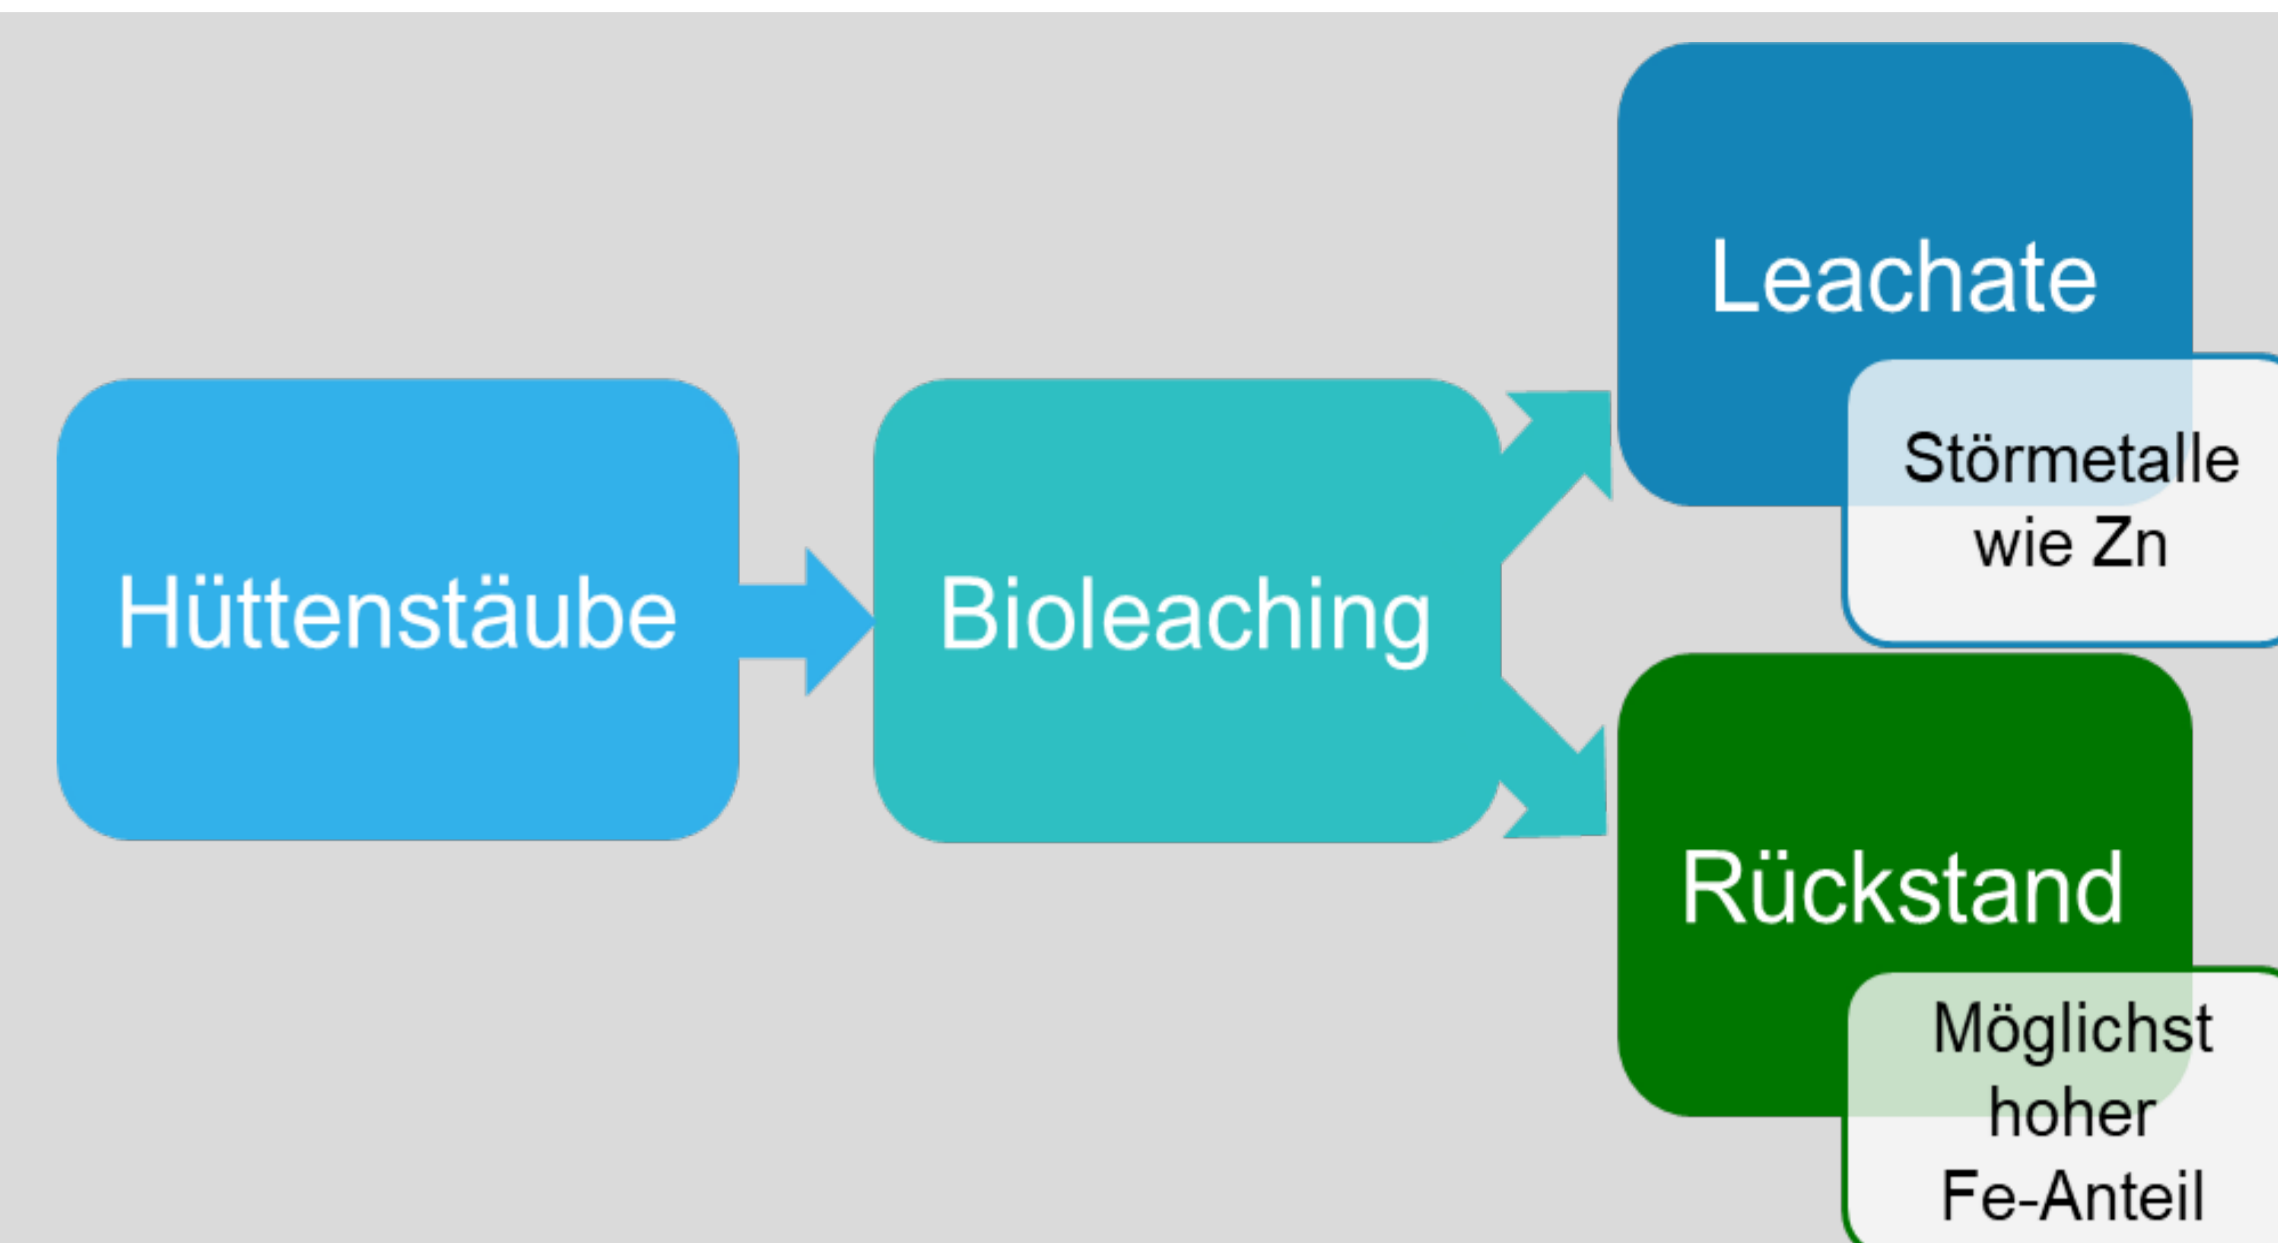 Hüttenstäube
Bioleaching
Leachate
Störmetalle
wie Zn
Rückstand
Möglichst
hoher
Fe-Anteil